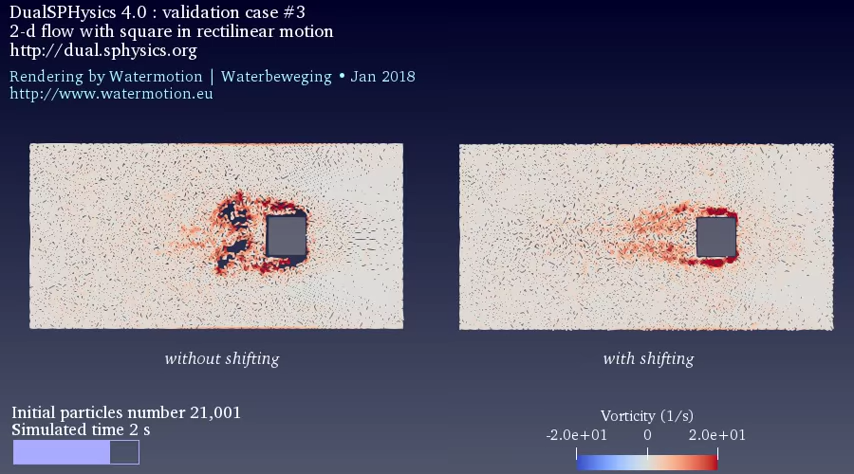 DualSPHysics 4.0 : validation case #3
2-d flow with square in rectilinear motion
http://dual.sphysics.org
Rendering by Watermotion | Waterbeweging • Jan 2018
http://www.watermotion.eu
without shifting
with shifting
Initial particles number 21,001
Simulated time 2 s
Vorticity (1/s)
-2.0e+01 0 2.0e+01